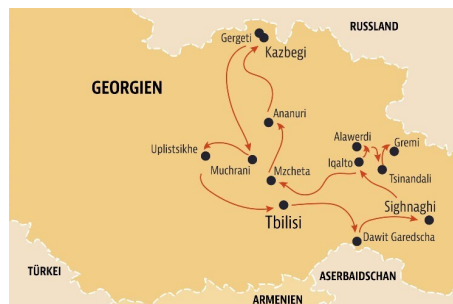 RUSSLAND
Gergeti
Kazbegi
GEORGIEN
Ananuri
Alawerdi
Gremi
Uplistsikhe
Iqalto
Muchrani
Mzcheta
Tsinandali
Sighnaghi
Tbilisi
Dawit Garedscha
TÜRKEI
ASERBAIDSCHAN
ARMENIEN